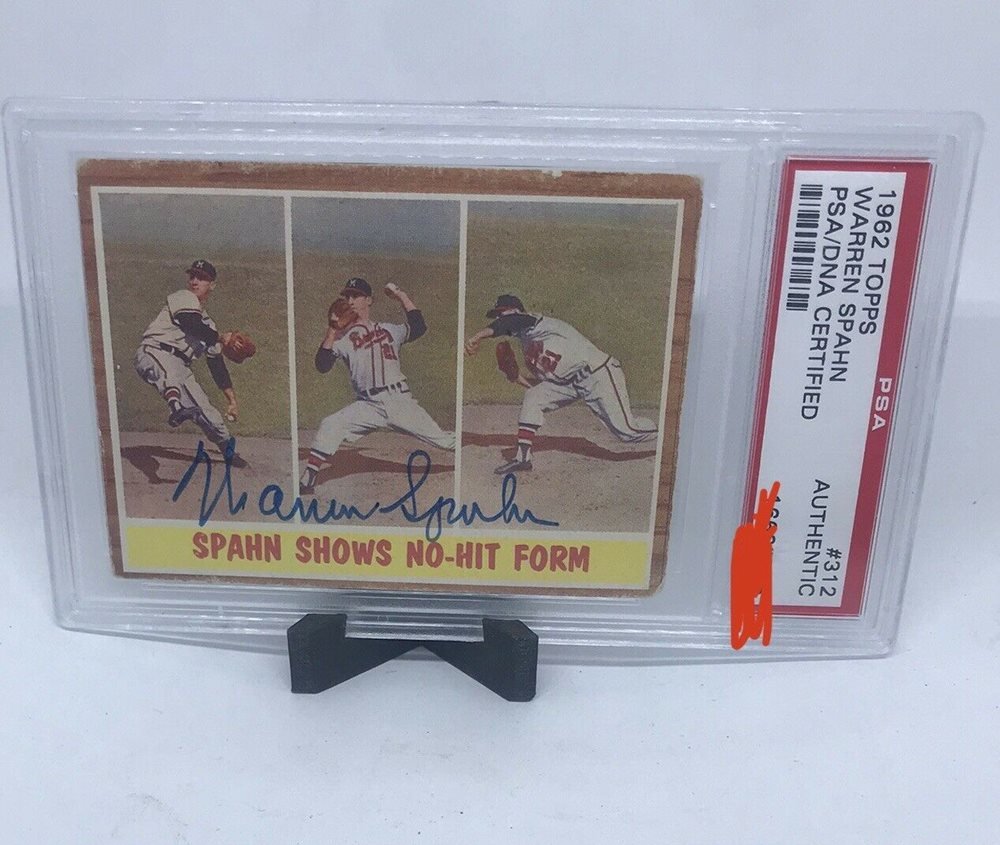 Warren Spahn
SPAHN SHOWS NO-HIT FORM
1962 TOPPS
WARREN SPAHN
PSA/DNA CERTIFIED
#312
AUTHENTIC
PSA